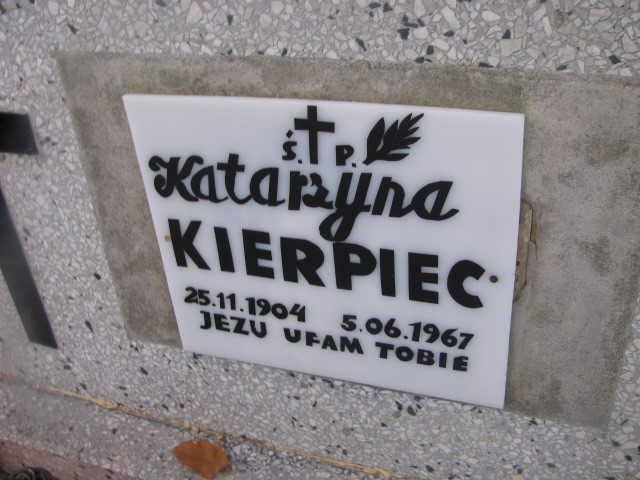 Ś. P.
Katarzyna
KIERPIEC
25.11.1904 5.06.1967
JEZU UFAM TOBIE